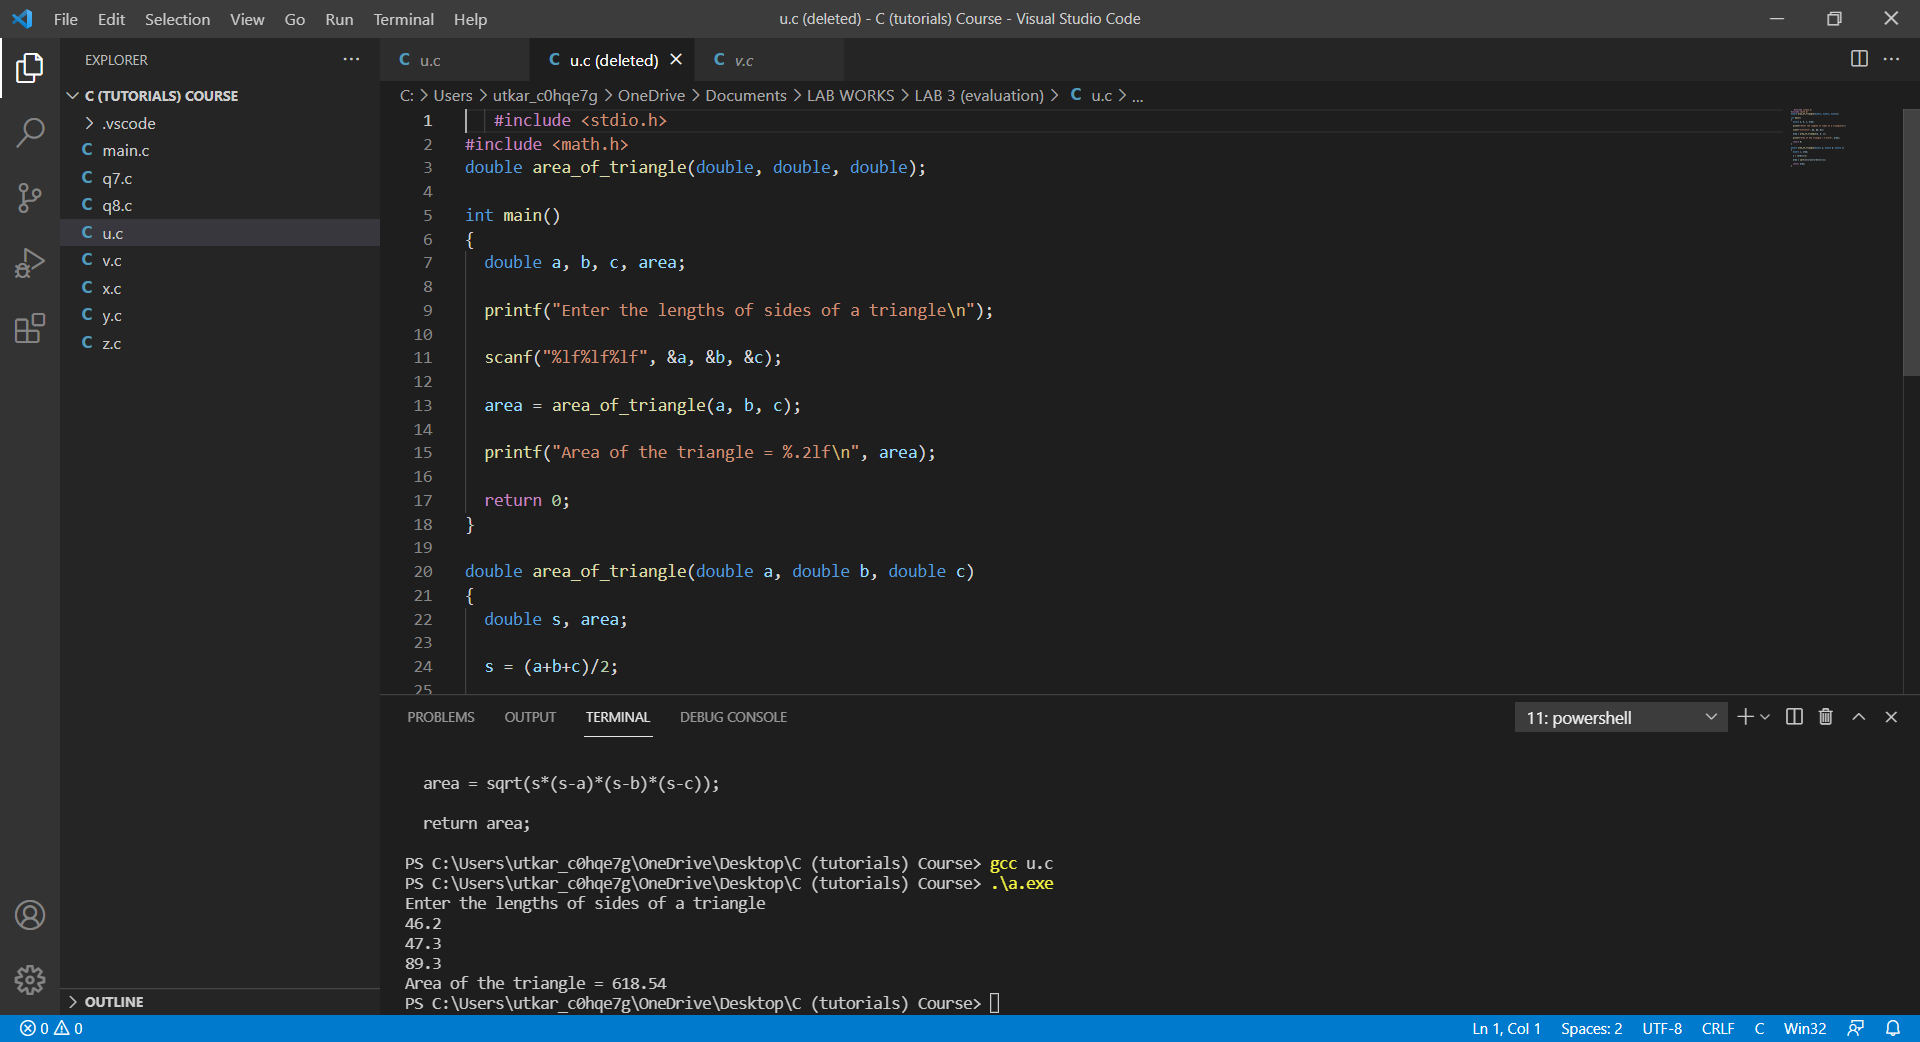 File Edit Selection View Go Run Terminal Help
u.c (deleted) - C (tutorials) Course - Visual Studio Code
EXPLORER
C (TUTORIALS) COURSE
.vscode
C main.c
C q7.c
C q8.c
C u.c
C v.c
C x.c
C y.c
C z.c
OUTLINE
C u.c
C u.c (deleted)
C v.c
C: > Users > utkar_c0hqe7g > OneDrive > Documents > LAB WORKS > LAB 3 (evaluation) > C u.c > ...
1 #include <stdio.h>
2 #include <math.h>
3 double area_of_triangle(double, double, double);
4
5 int main()
6 {
7 double a, b, c, area;
8
9 printf("Enter the lengths of sides of a triangle\n");
10
11 scanf("%lf%lf%lf", &a, &b, &c);
12
13 area = area_of_triangle(a, b, c);
14
15 printf("Area of the triangle = %.2lf\n", area);
16
17 return 0;
18 }
19
20 double area_of_triangle(double a, double b, double c)
21 {
22 double s, area;
23
24 s = (a+b+c)/2;
25
PROBLEMS OUTPUT TERMINAL DEBUG CONSOLE
11: powershell
area = sqrt(s*(s-a)*(s-b)*(s-c));
return area;
PS C:\Users\utkar_c0hqe7g\OneDrive\Desktop\C (tutorials) Course> gcc u.c
PS C:\Users\utkar_c0hqe7g\OneDrive\Desktop\C (tutorials) Course> .\a.exe
Enter the lengths of sides of a triangle
46.2
47.3
89.3
Area of the triangle = 618.54
PS C:\Users\utkar_c0hqe7g\OneDrive\Desktop\C (tutorials) Course>
0 0
Ln 1, Col 1 Spaces: 2 UTF-8 CRLF C Win32